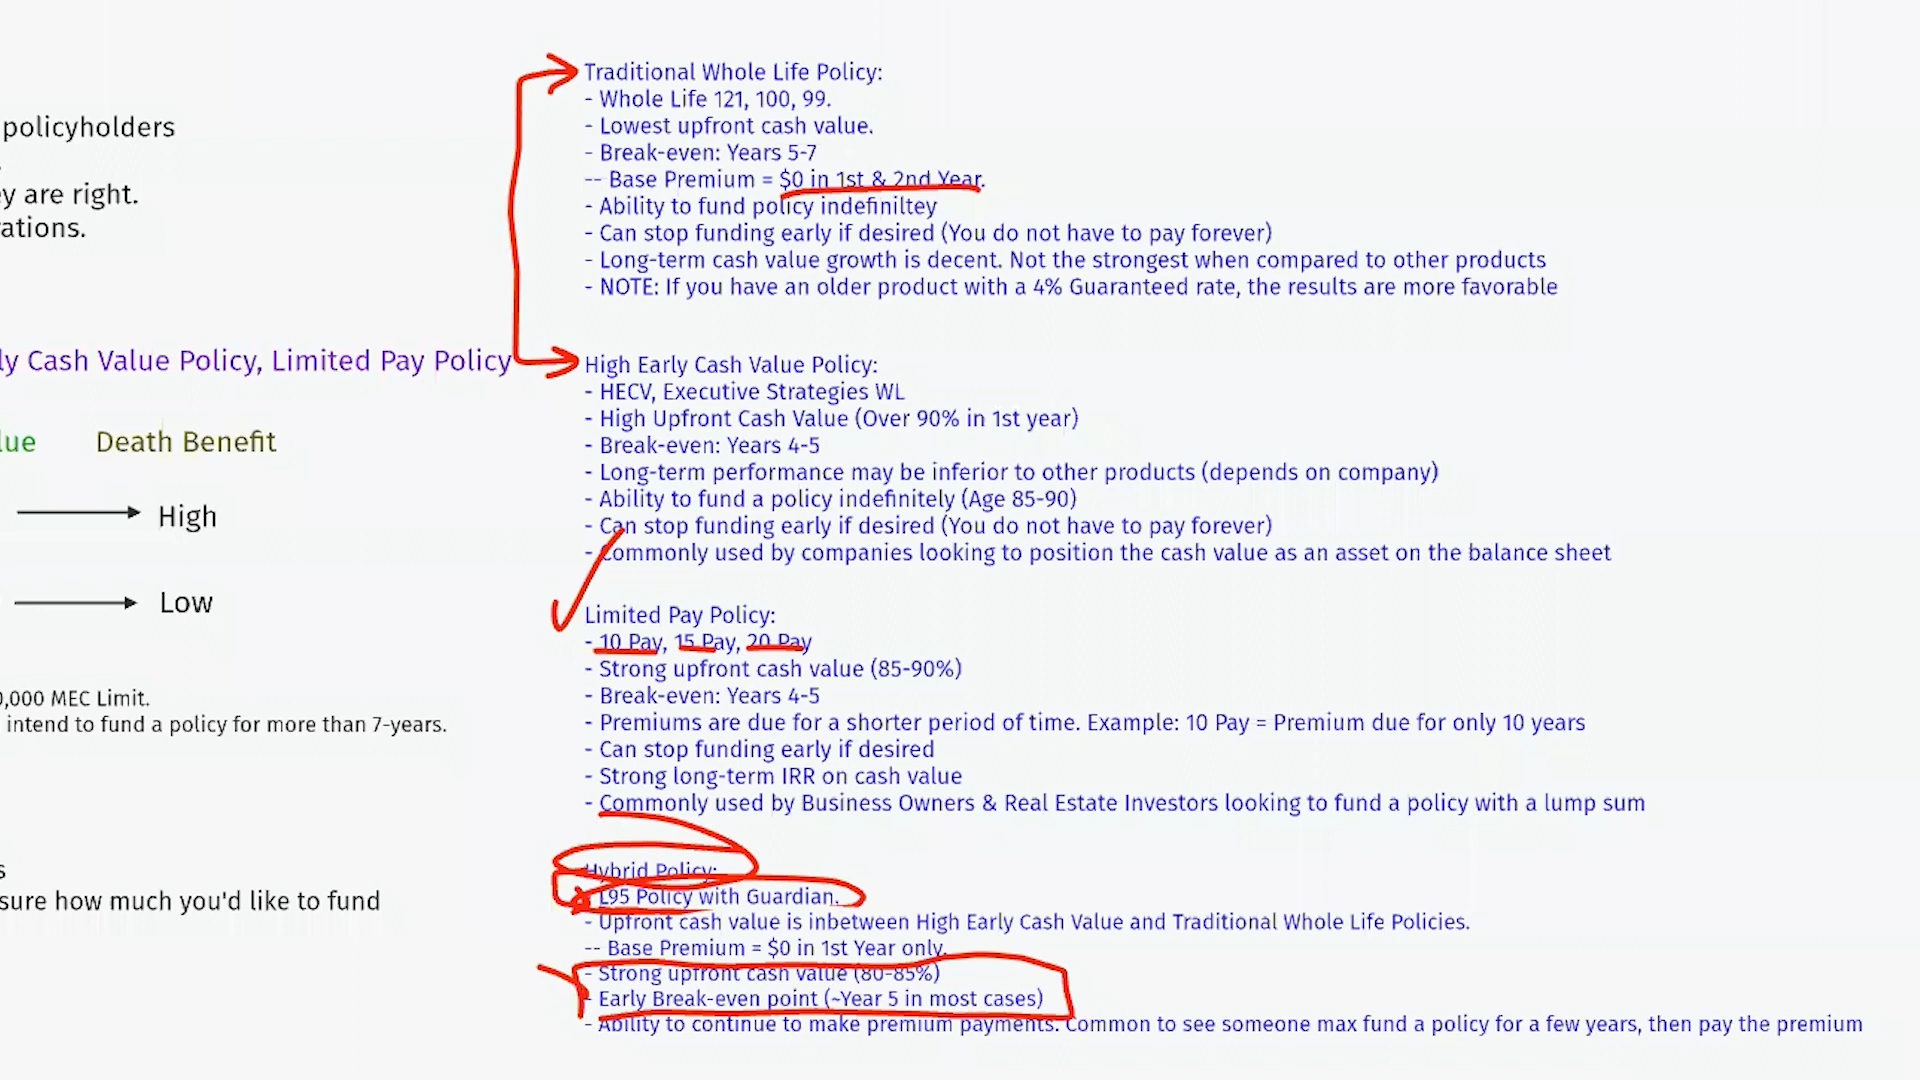 policyholders
ey are right.
rations.
ly Cash Value Policy, Limited Pay Policy
lue Death Benefit
High
Low
0,000 MEC Limit.
intend to fund a policy for more than 7-years.
s
sure how much you'd like to fund
Traditional Whole Life Policy:
- Whole Life 121, 100, 99.
- Lowest upfront cash value.
- Break-even: Years 5-7
-- Base Premium = $0 in 1st & 2nd Year.
- Ability to fund policy indefiniltey
- Can stop funding early if desired (You do not have to pay forever)
- Long-term cash value growth is decent. Not the strongest when compared to other products
- NOTE: If you have an older product with a 4% Guaranteed rate, the results are more favorable
High Early Cash Value Policy:
- HECV, Executive Strategies WL
- High Upfront Cash Value (Over 90% in 1st year)
- Break-even: Years 4-5
- Long-term performance may be inferior to other products (depends on company)
- Ability to fund a policy indefinitely (Age 85-90)
- Can stop funding early if desired (You do not have to pay forever)
- Commonly used by companies looking to position the cash value as an asset on the balance sheet
Limited Pay Policy:
- 10 Pay, 15 Pay, 20 Pay
- Strong upfront cash value (85-90%)
- Break-even: Years 4-5
- Premiums are due for a shorter period of time. Example: 10 Pay = Premium due for only 10 years
- Can stop funding early if desired
- Strong long-term IRR on cash value
- Commonly used by Business Owners & Real Estate Investors looking to fund a policy with a lump sum
Hybrid Policy:
- L95 Policy with Guardian.
- Upfront cash value is inbetween High Early Cash Value and Traditional Whole Life Policies.
-- Base Premium = $0 in 1st Year only.
- Strong upfront cash value (80-85%)
- Early Break-even point (~Year 5 in most cases)
- Ability to continue to make premium payments. Common to see someone max fund a policy for a few years, then pay the premium